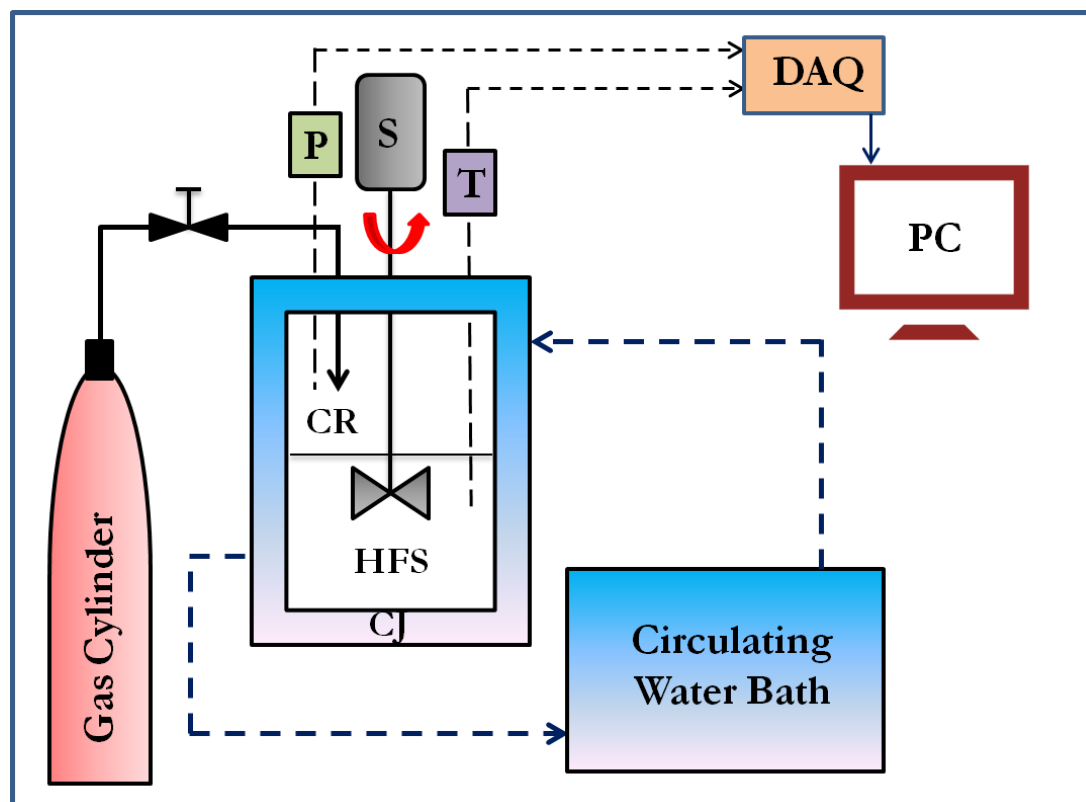 DAQ
S
P
T
PC
CR
HFS
CJ
Gas Cylinder
Circulating
Water Bath